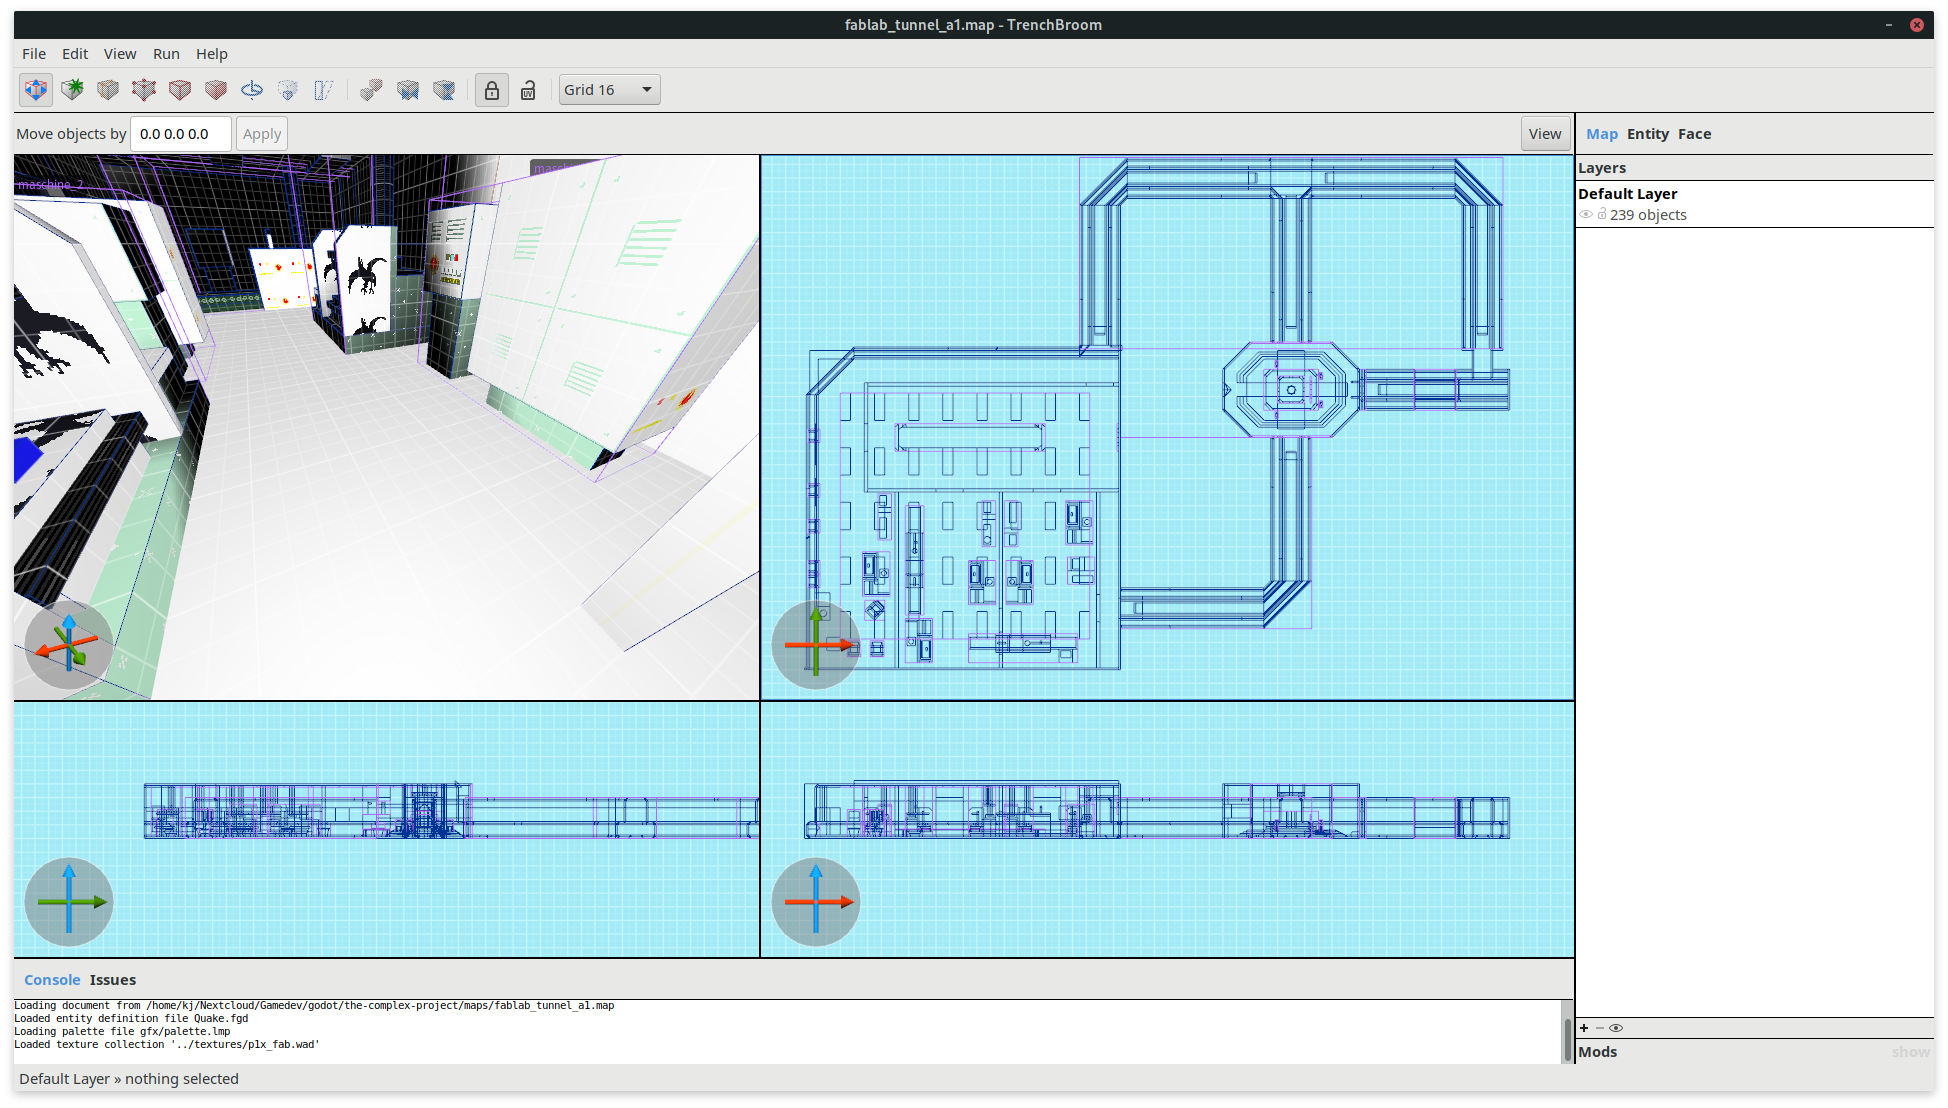 fablab_tunnel_a1.map - TrenchBroom
File Edit View Run Help
UV
Grid 16
Move objects by 0.0 0.0 0.0 Apply
View
Map Entity Face
Layers
Default Layer
239 objects
maschine_2
Console Issues
Loading document from /home/kj/Nextcloud/Gamedev/godot/the-complex-project/maps/fablab_tunnel_a1.map
Loaded entity definition file Quake.fgd
Loading palette file gfx/palette.lmp
Loaded texture collection '../textures/p1x_fab.wad'
Mods show
Default Layer » nothing selected